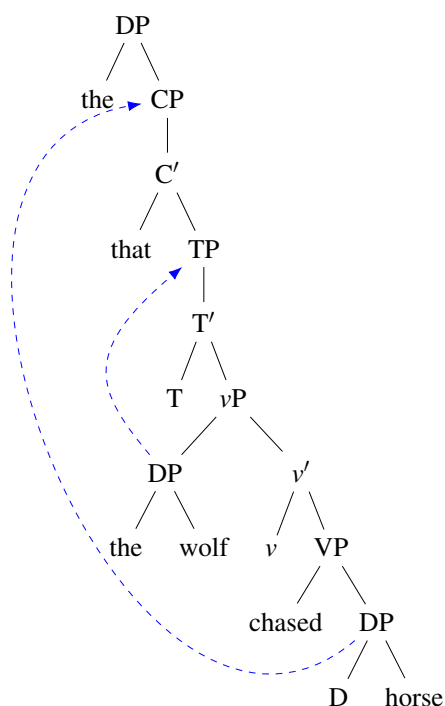 DP
the CP
C′
that TP
T′
T vP
DP v′
the wolf v VP
chased DP
D horse